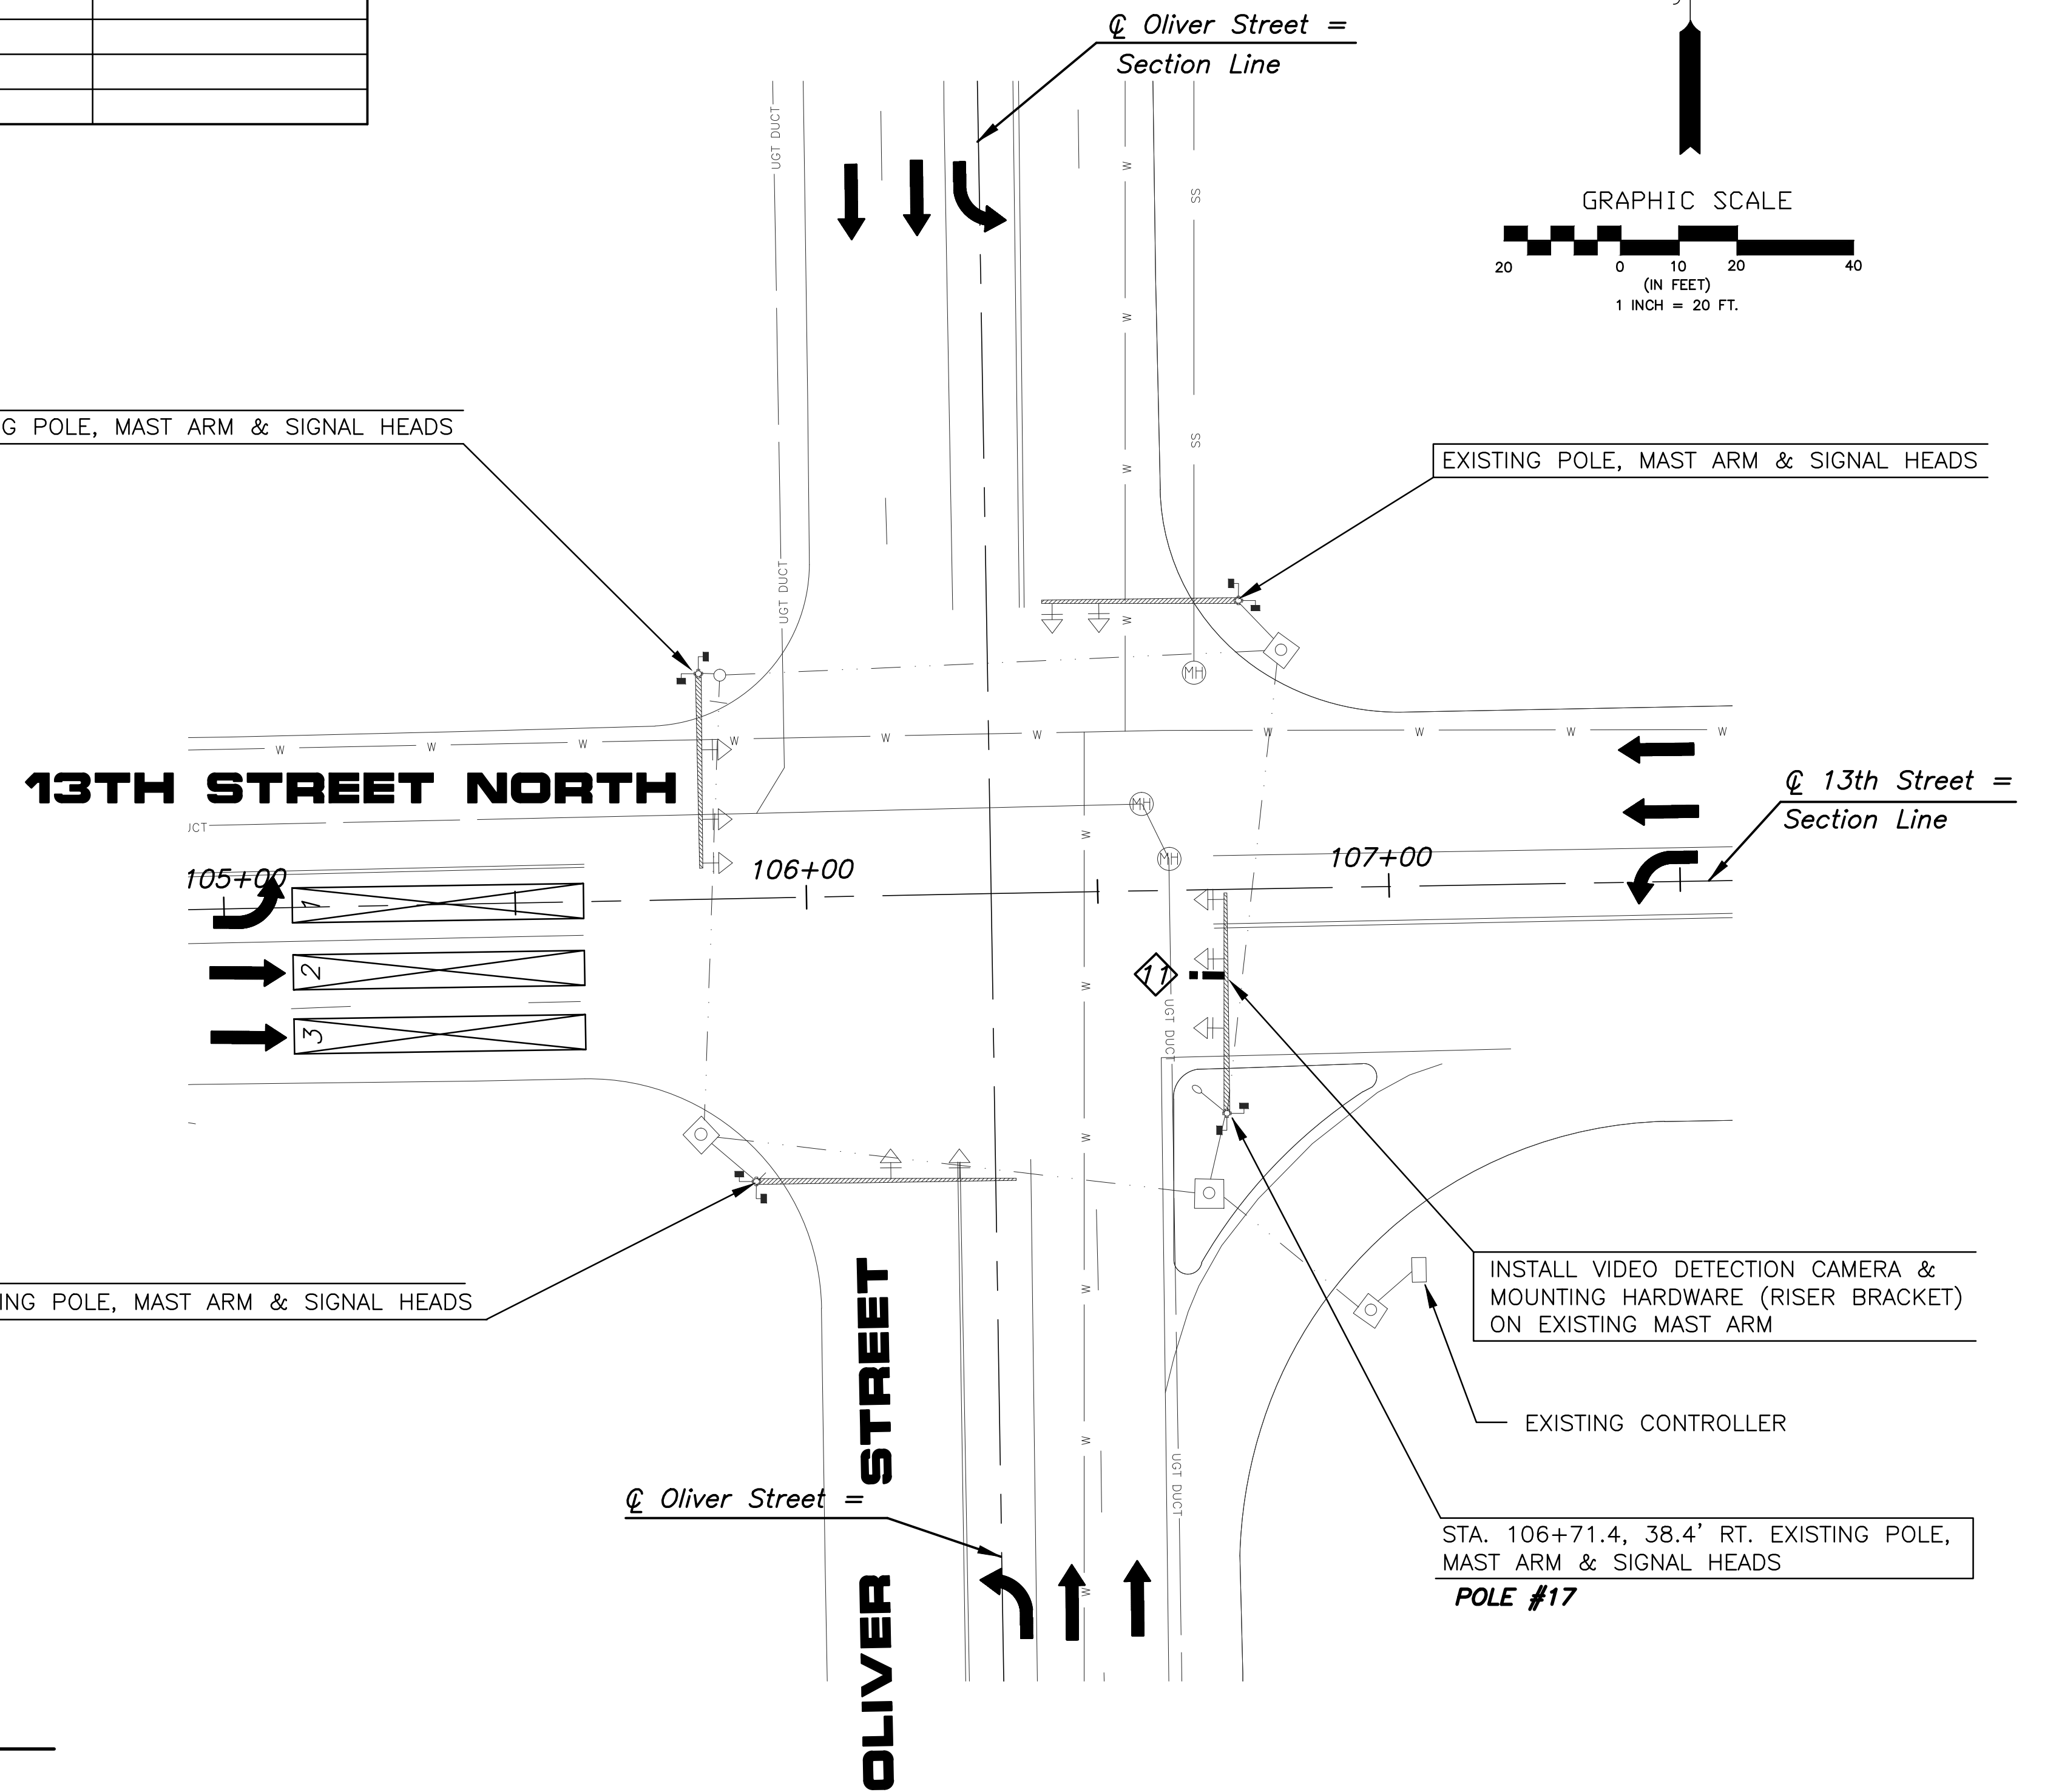 ℄ Oliver Street =
Section Line
GRAPHIC SCALE
20 0 10 20 40
(IN FEET)
1 INCH = 20 FT.
UGT DUCT
W
SS
W
W
SS
W
G POLE, MAST ARM & SIGNAL HEADS
EXISTING POLE, MAST ARM & SIGNAL HEADS
UGT DUCT
W
MH
W W W W W W W W W W
13TH STREET NORTH
℄ 13th Street =
Section Line
MH
JCT
W
MH
105+00
106+00
107+00
1
2
3
11
W
UGT DUCT
W
W
ING POLE, MAST ARM & SIGNAL HEADS
INSTALL VIDEO DETECTION CAMERA &
MOUNTING HARDWARE (RISER BRACKET)
ON EXISTING MAST ARM
EXISTING CONTROLLER
W
UGT DUCT
℄ Oliver Street =
W
OLIVER STREET
STA. 106+71.4, 38.4' RT. EXISTING POLE,
MAST ARM & SIGNAL HEADS
POLE #17